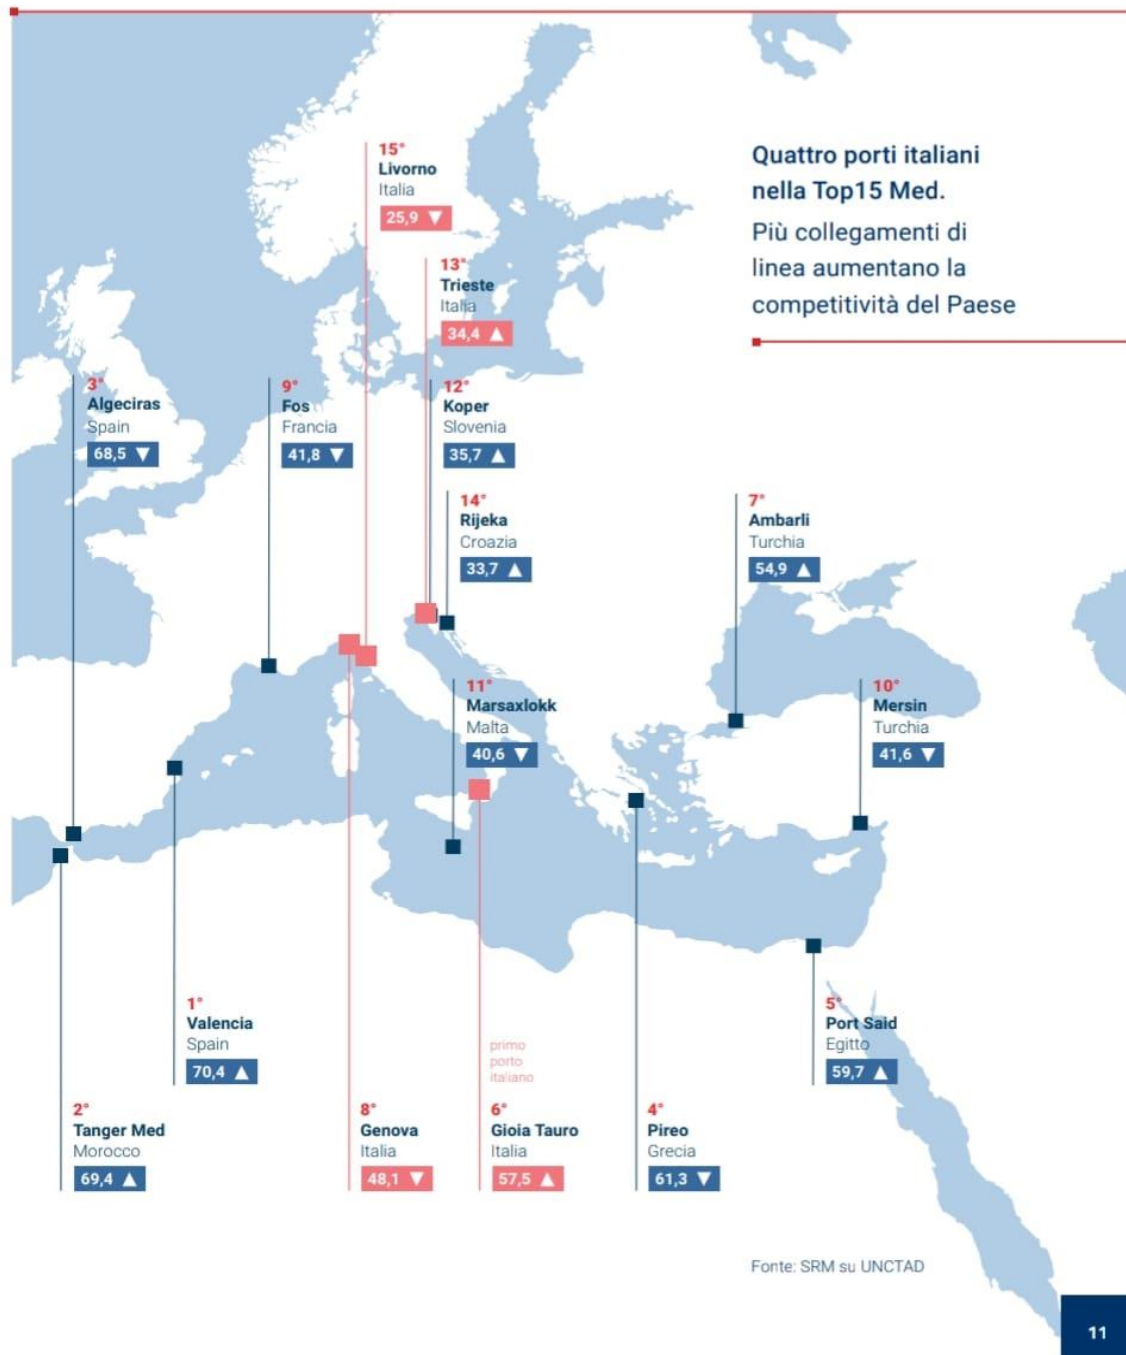 Quattro porti italiani
nella Top15 Med.
Più collegamenti di
linea aumentano la
competitività del Paese
15°
Livorno
Italia
25,9 ▼
13°
Trieste
Italia
34,4 ▲
3°
Algeciras
Spain
68,5 ▼
9°
Fos
Francia
41,8 ▼
12°
Koper
Slovenia
35,7 ▲
14°
Rijeka
Croazia
33,7 ▲
7°
Ambarli
Turchia
54,9 ▲
11°
Marsaxlokk
Malta
40,6 ▼
10°
Mersin
Turchia
41,6 ▼
1°
Valencia
Spain
70,4 ▲
5°
Port Said
Egitto
59,7 ▲
2°
Tanger Med
Morocco
69,4 ▲
8°
Genova
Italia
48,1 ▼
primo
porto
italiano
6°
Gioia Tauro
Italia
57,5 ▲
4°
Pireo
Grecia
61,3 ▼
Fonte: SRM su UNCTAD
11